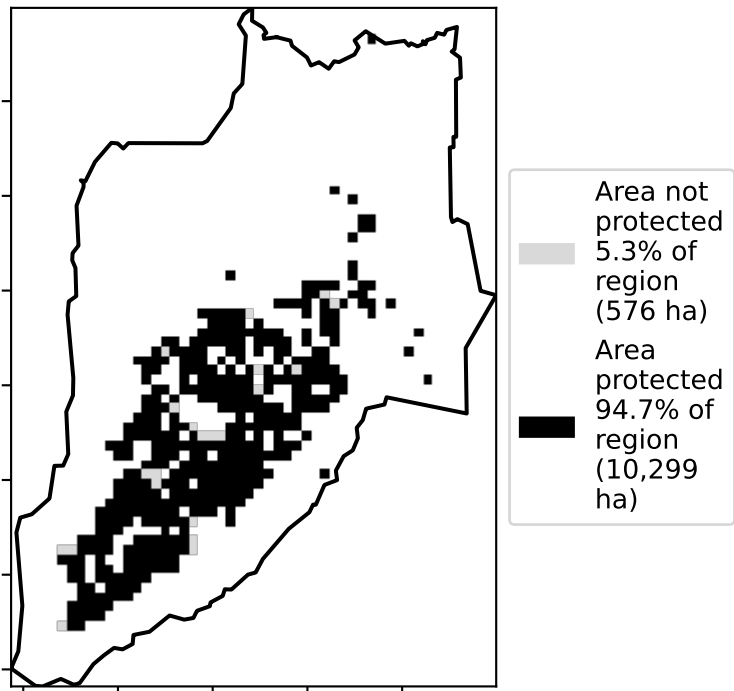 Area not
protected
5.3% of
region
(576 ha)
Area
protected
94.7% of
region
(10,299
ha)